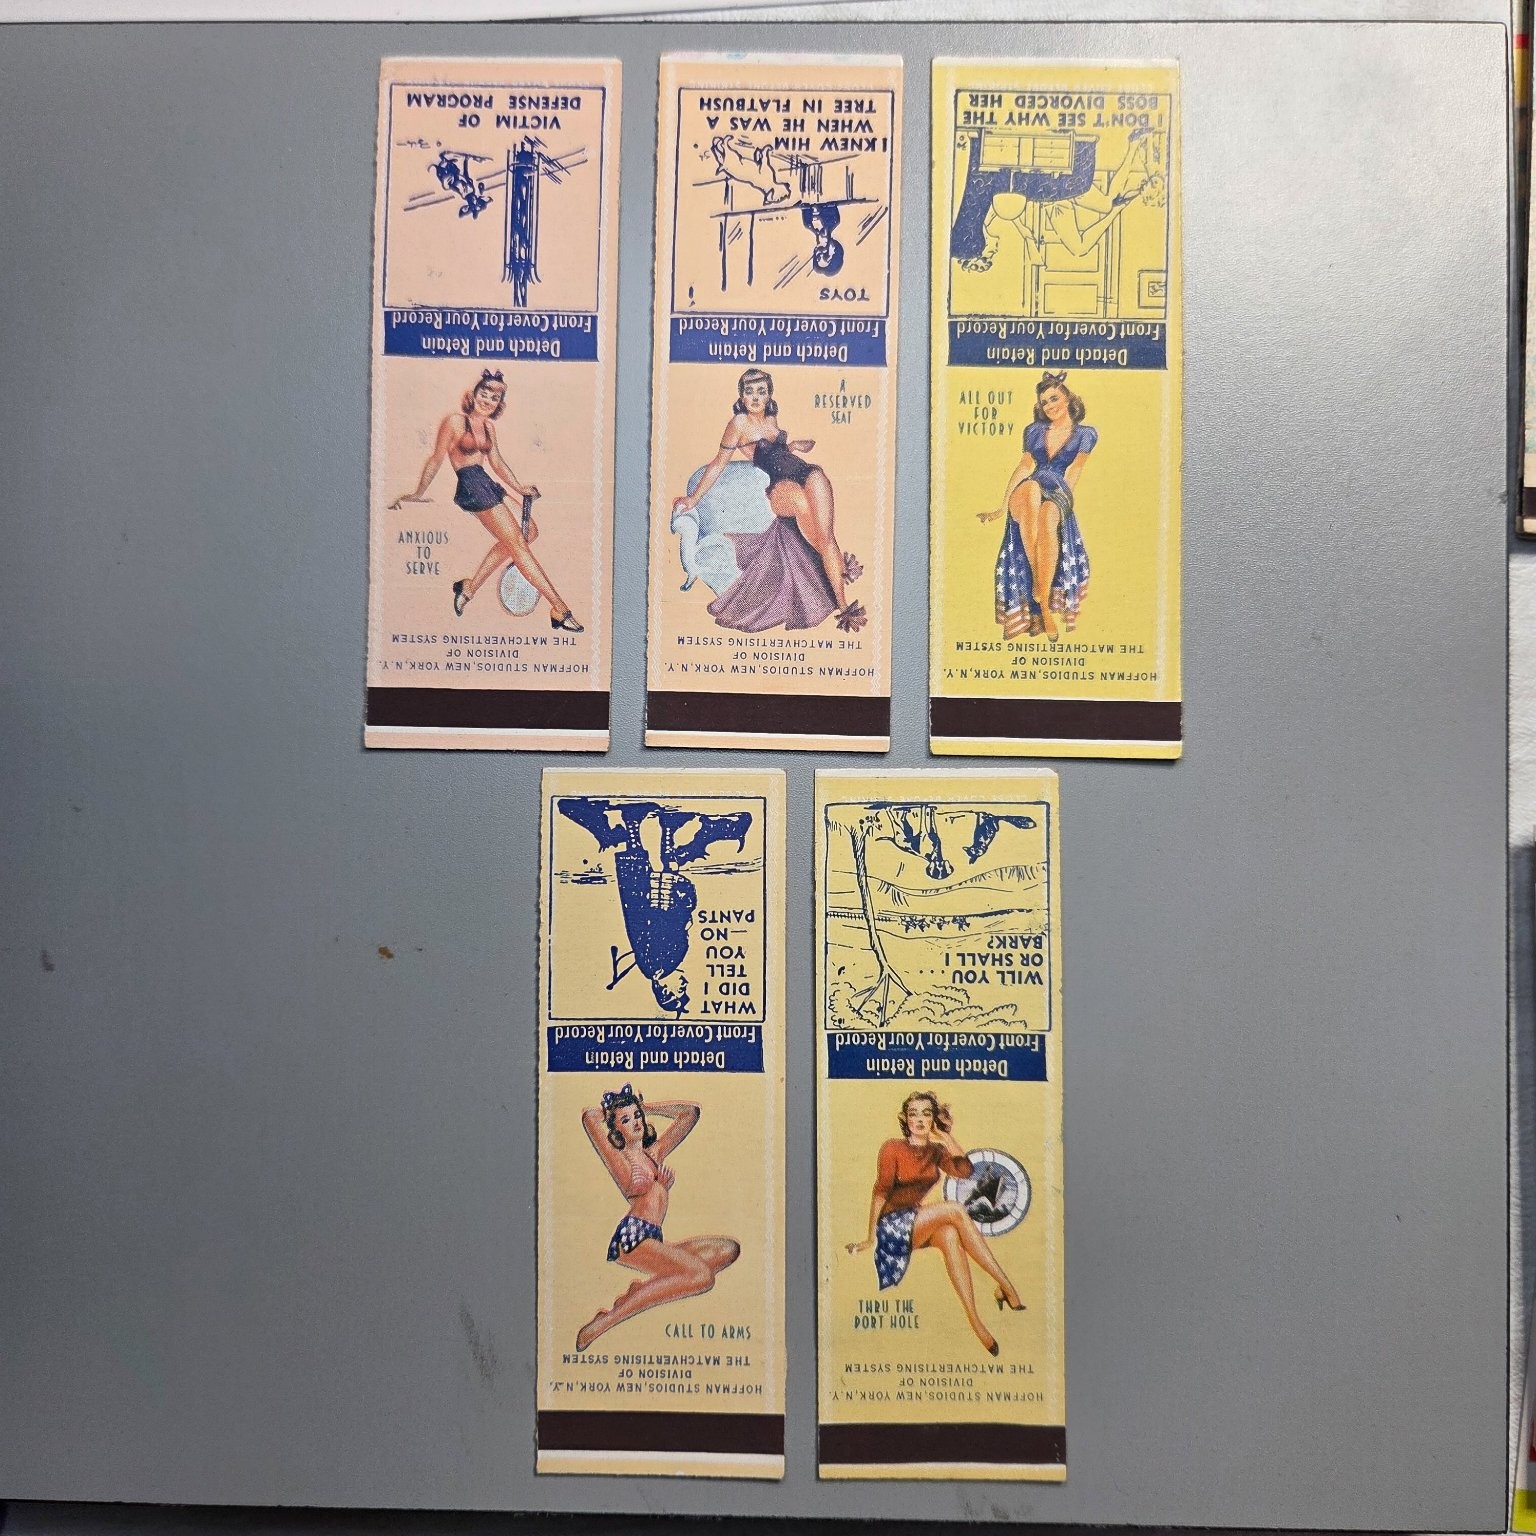 VICTIM OF
DEFENSE PROGRAM
Detach and Retain
Front Cover for Your Record
ANXIOUS
TO
SERVE
HOFFMAN STUDIOS, NEW YORK, N.Y.
DIVISION OF
THE MATCHVERTISING SYSTEM
TOYS
I KNEW HIM
WHEN HE WAS A
TREE IN FLATBUSH
Detach and Retain
Front Cover for Your Record
A
RESERVED
SEAT
HOFFMAN STUDIOS, NEW YORK, N.Y.
DIVISION OF
THE MATCHVERTISING SYSTEM
I DON'T SEE WHY THE
BOSS DIVORCED HER
Detach and Retain
Front Cover for Your Record
ALL OUT
FOR
VICTORY
HOFFMAN STUDIOS, NEW YORK, N.Y.
DIVISION OF
THE MATCHVERTISING SYSTEM
WHAT
DID I
TELL
YOU
NO—
PANTS
Detach and Retain
Front Cover for Your Record
CALL TO ARMS
HOFFMAN STUDIOS, NEW YORK, N.Y.
DIVISION OF
THE MATCHVERTISING SYSTEM
WILL YOU ...
OR SHALL I
BARK?
Detach and Retain
Front Cover for Your Record
THRU THE
PORT HOLE
HOFFMAN STUDIOS, NEW YORK, N.Y.
DIVISION OF
THE MATCHVERTISING SYSTEM